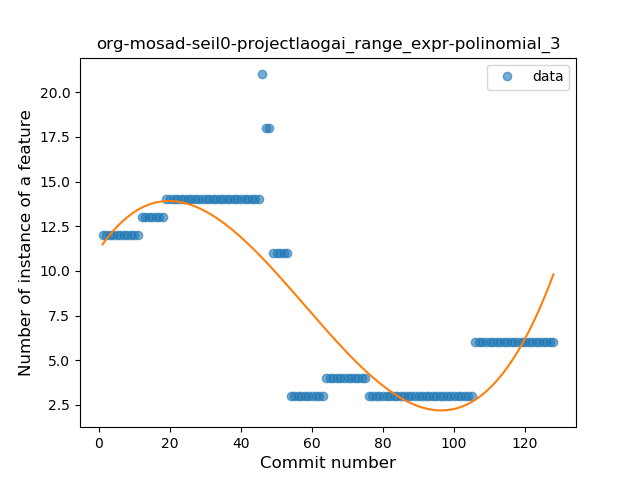 org-mosad-seil0-projectlaogai_range_expr-polinomial_3
data
Number of instance of a feature
20.0
17.5
15.0
12.5
10.0
7.5
5.0
2.5
0 20 40 60 80 100 120
Commit number